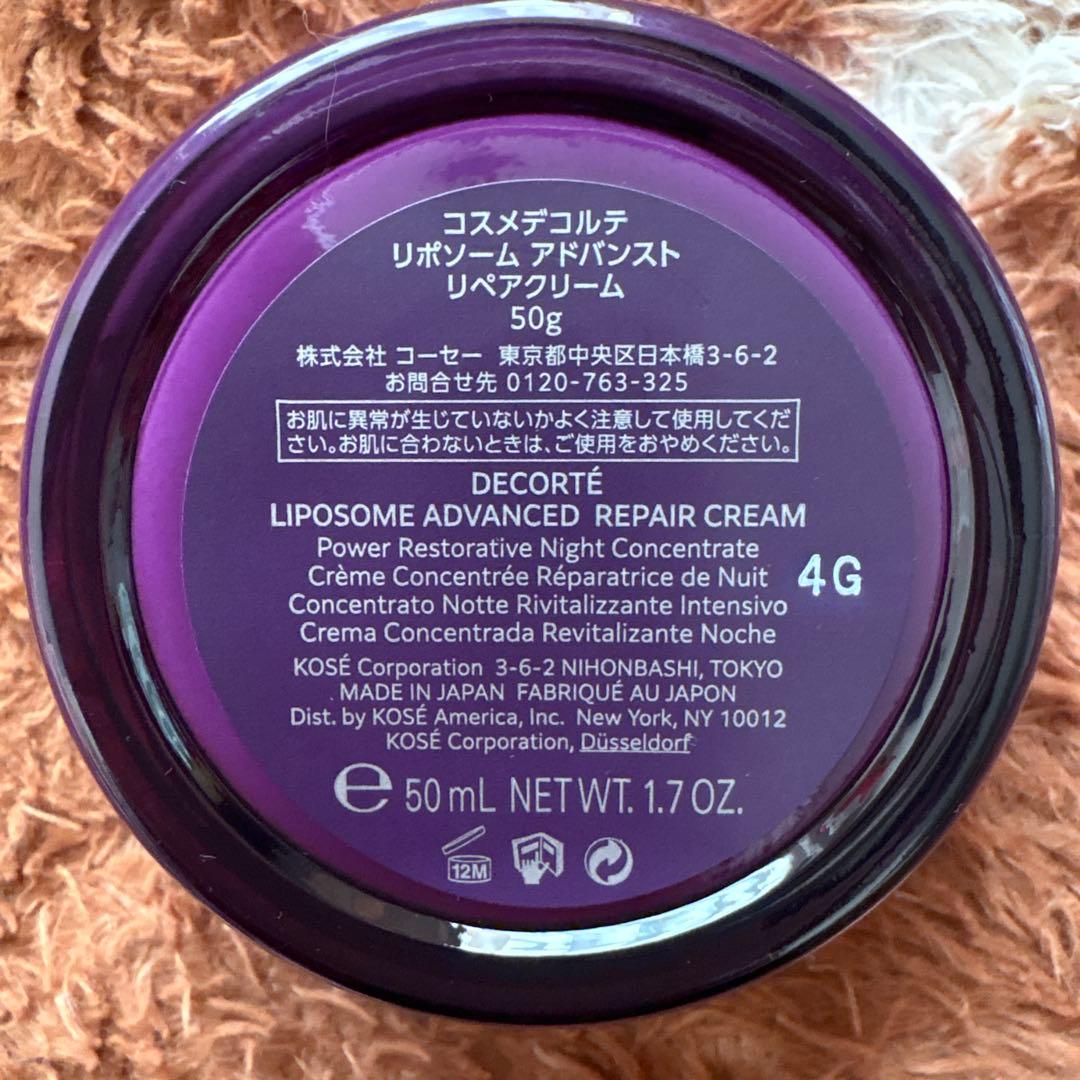 コスメデコルテ
リポソーム アドバンスト
リペアクリーム
50g
株式会社 コーセー 東京都中央区日本橋3-6-2
お問合せ先 0120-763-325
お肌に異常が生じていないかよく注意して使用してくだ
さい。お肌に合わないときは、ご使用をおやめください。
DECORTÉ
LIPOSOME ADVANCED REPAIR CREAM
Power Restorative Night Concentrate
Crème Concentrée Réparatrice de Nuit
4G
Concentrato Notte Rivitalizzante Intensivo
Crema Concentrada Revitalizante Noche
KOSÉ Corporation 3-6-2 NIHONBASHI, TOKYO
MADE IN JAPAN FABRIQUÉ AU JAPON
Dist. by KOSÉ America, Inc. New York, NY 10012
KOSÉ Corporation, Düsseldorf
℮ 50 mL NET WT. 1.7 OZ.
12M